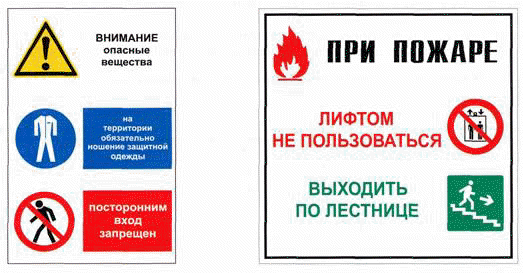 ВНИМАНИЕ
опасные
вещества
на
территории
обязательно
ношение защитной
одежды
посторонним
вход
запрещен
ПРИ ПОЖАРЕ
ЛИФТОМ
НЕ ПОЛЬЗОВАТЬСЯ
ВЫХОДИТЬ
ПО ЛЕСТНИЦЕ